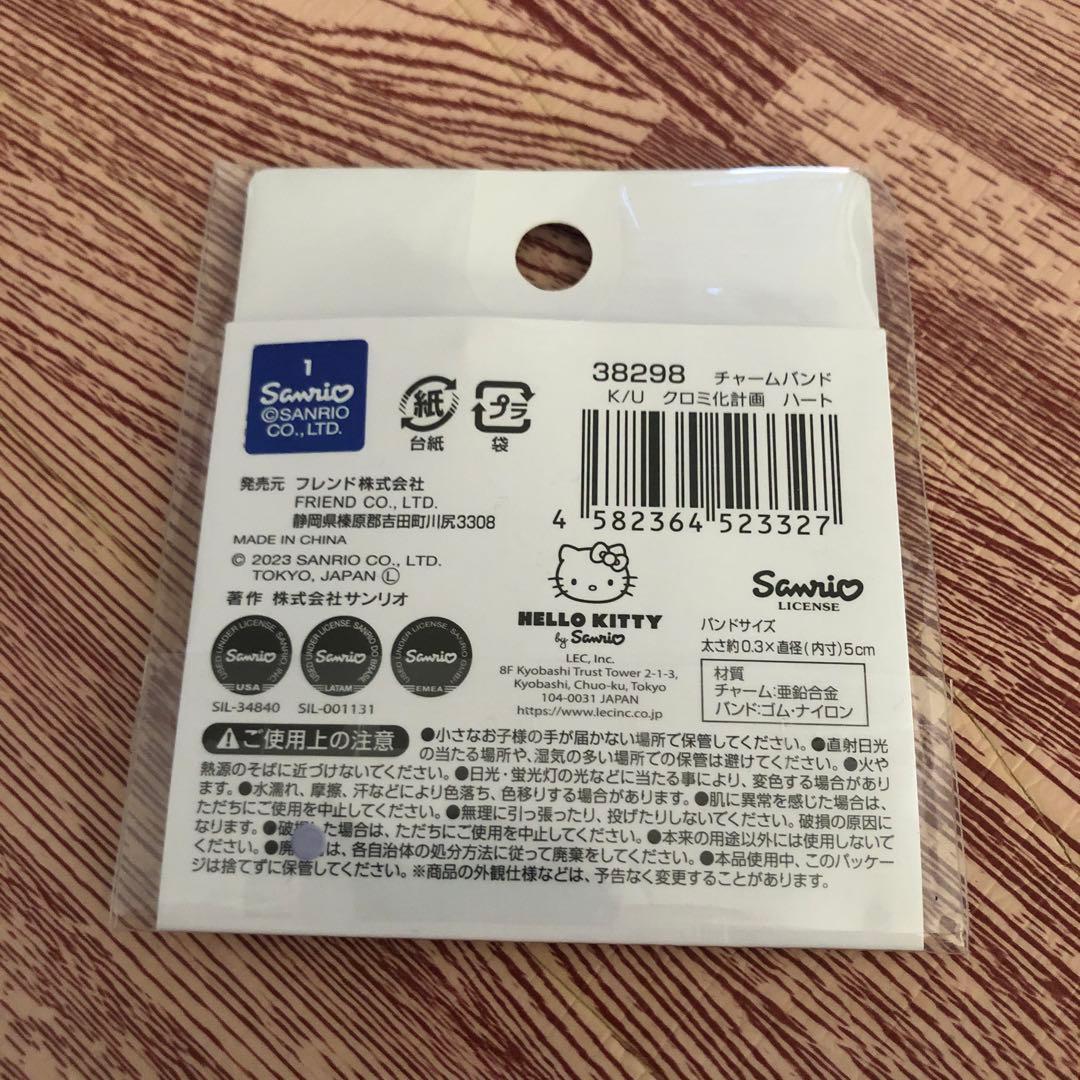 1
Sanrio
©SANRIO
CO., LTD.
紙
台紙
プラ
袋
38298 チャームバンド
K/U クロミ化計画 ハート
4 582364 523327
発売元 フレンド株式会社
FRIEND CO., LTD.
静岡県榛原郡吉田町川尻3308
MADE IN CHINA
© 2023 SANRIO CO., LTD.
TOKYO, JAPAN Ⓛ
著作 株式会社サンリオ
USED UNDER LICENSE SANRIO, INC.
Sanrio
USA
SIL-34840
USED UNDER LICENSE SANRIO DO BRASIL
Sanrio
LATAM
SIL-001131
USED UNDER LICENSE SANRIO GMBH
Sanrio
EMEA
HELLO KITTY
by Sanrio
LEC, Inc.
8F Kyobashi Trust Tower 2-1-3,
Kyobashi, Chuo-ku, Tokyo
104-0031 JAPAN
https://www.lecinc.co.jp
Sanrio
LICENSE
バンドサイズ
太さ約0.3×直径(内寸)5cm
材質
チャーム:亜鉛合金
バンド:ゴム・ナイロン
ご使用上の注意 ●小さなお子様の手が届かない場所で保管してください。●直射日光
の当たる場所や、湿気の多い場所での保管は避けてください。●火や
熱源のそばに近づけないでください。●日光・蛍光灯の光などに当たる事により、変色する場合があり
ます。●水濡れ、摩擦、汗などにより色落ち、色移りする場合があります。●肌に異常を感じた場合は、
ただちにご使用を中止してください。●無理に引っ張ったり、投げたりしないでください。破損の原因に
なります。●破損した場合は、ただちにご使用を中止してください。●本来の用途以外には使用しないで
ください。●廃 は、各自治体の処分方法に従って廃棄をしてください。●本品使用中、このパッケー
ジは捨てずに保管してください。※商品の外観仕様などは、予告なく変更することがあります。